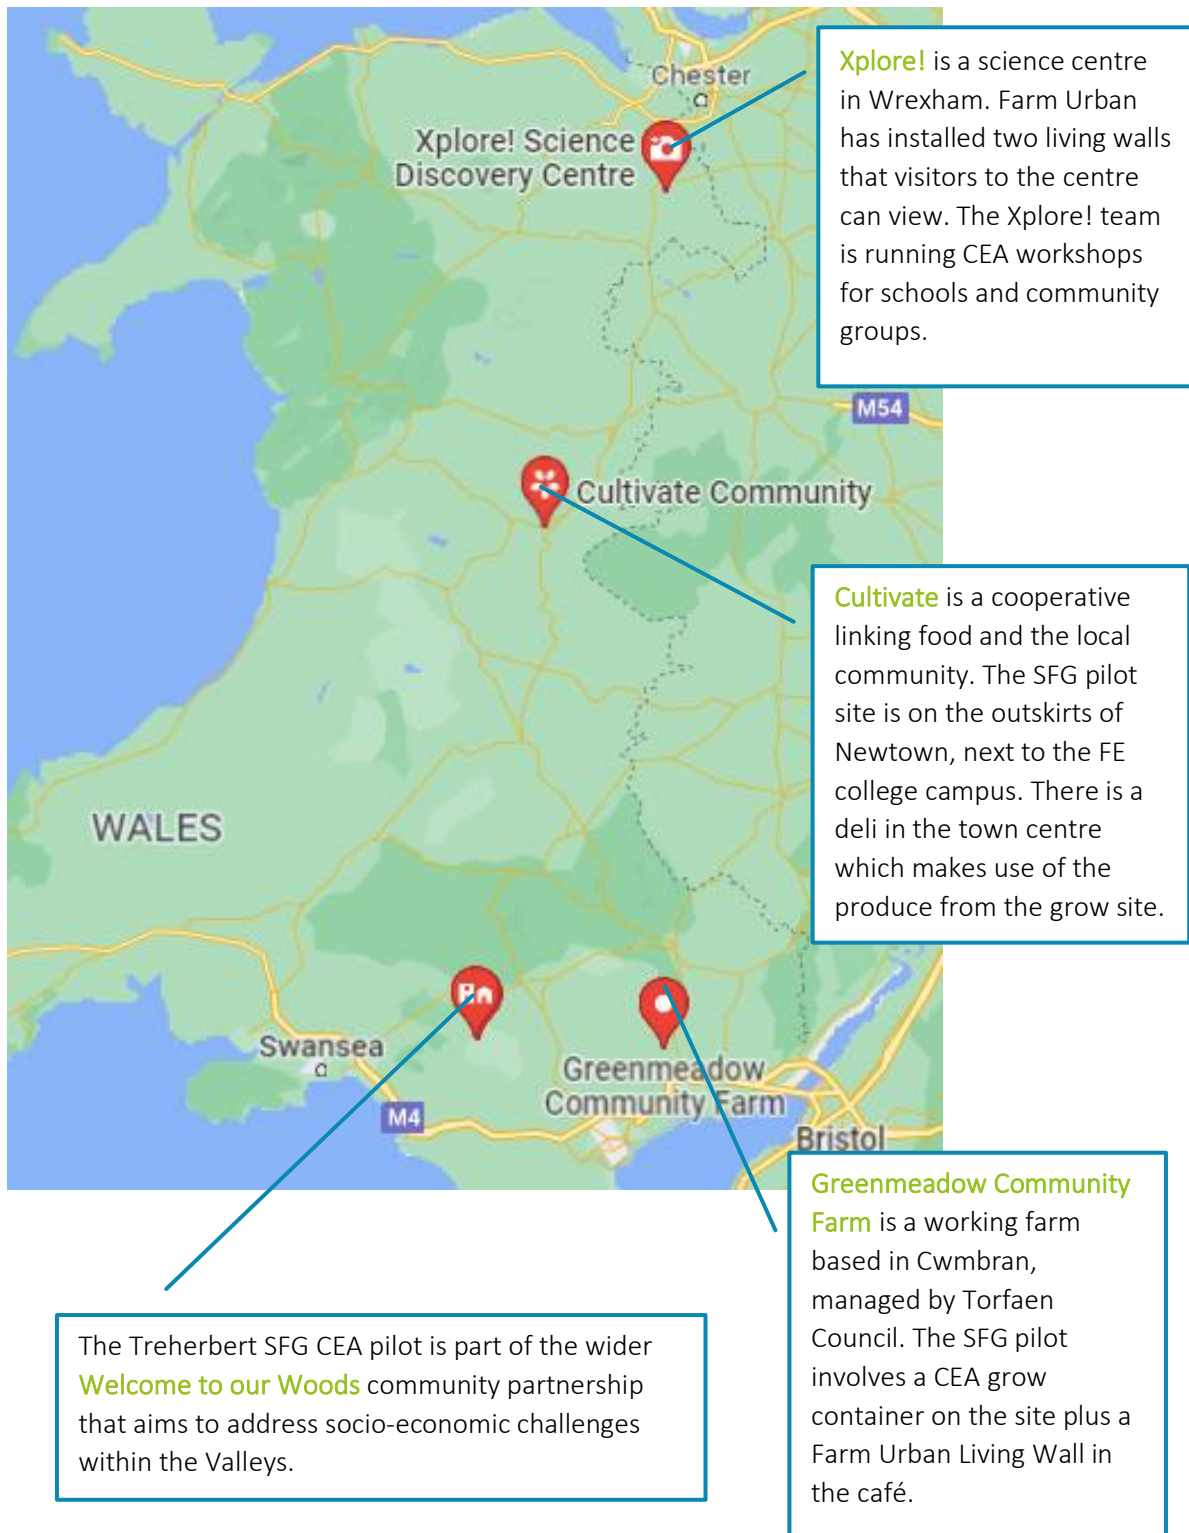 Chester
Xplore! Science
Discovery Centre
Xplore! is a science centre
in Wrexham. Farm Urban
has installed two living walls
that visitors to the centre
can view. The Xplore! team
is running CEA workshops
for schools and community
groups.
M54
Cultivate Community
Cultivate is a cooperative
linking food and the local
community. The SFG pilot
site is on the outskirts of
Newtown, next to the FE
college campus. There is a
deli in the town centre
which makes use of the
produce from the grow site.
WALES
Swansea
M4
Greenmeadow
Community Farm
Bristol
Greenmeadow Community
Farm is a working farm
based in Cwmbran,
managed by Torfaen
Council. The SFG pilot
involves a CEA grow
container on the site plus a
Farm Urban Living Wall in
the café.
The Treherbert SFG CEA pilot is part of the wider
Welcome to our Woods community partnership
that aims to address socio-economic challenges
within the Valleys.